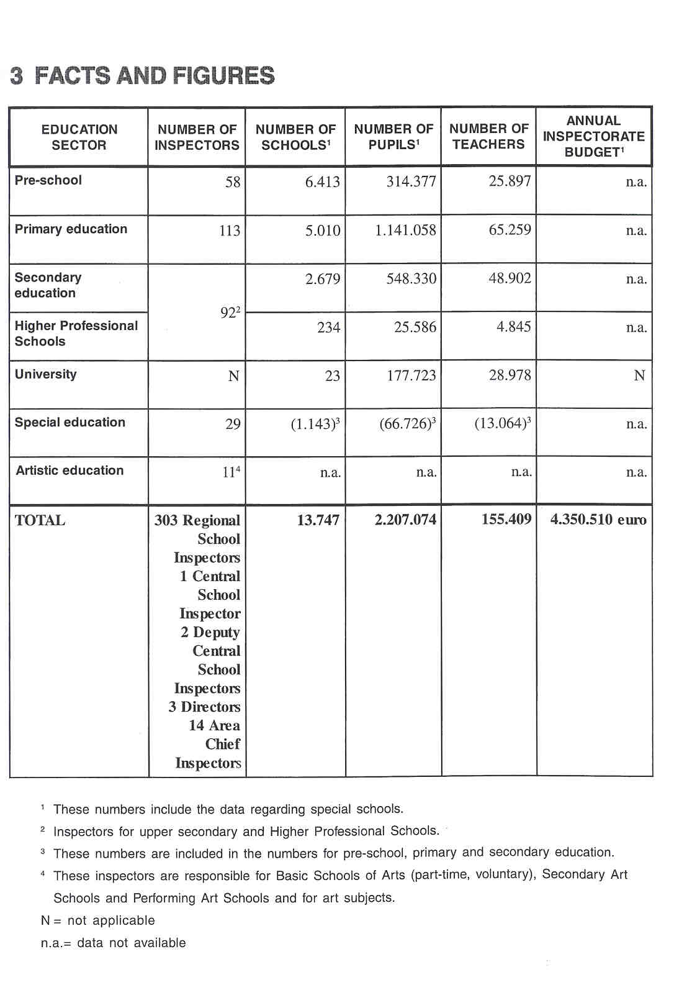 3 FACTS AND FIGURES
EDUCATION SECTOR | NUMBER OF INSPECTORS | NUMBER OF SCHOOLS¹ | NUMBER OF PUPILS¹ | NUMBER OF TEACHERS | ANNUAL INSPECTORATE BUDGET¹
Pre-school | 58 | 6.413 | 314.377 | 25.897 | n.a.
Primary education | 113 | 5.010 | 1.141.058 | 65.259 | n.a.
Secondary education | 92² | 2.679 | 548.330 | 48.902 | n.a.
Higher Professional Schools | 234 | 25.586 | 4.845 | n.a.
University | N | 23 | 177.723 | 28.978 | N
Special education | 29 | (1.143)³ | (66.726)³ | (13.064)³ | n.a.
Artistic education | 11⁴ | n.a. | n.a. | n.a. | n.a.
TOTAL | 303 Regional School Inspectors 1 Central School Inspector 2 Deputy Central School Inspectors 3 Directors 14 Area Chief Inspectors | 13.747 | 2.207.074 | 155.409 | 4.350.510 euro
¹ These numbers include the data regarding special schools.
² Inspectors for upper secondary and Higher Professional Schools.
³ These numbers are included in the numbers for pre-school, primary and secondary education.
⁴ These inspectors are responsible for Basic Schools of Arts (part-time, voluntary), Secondary Art
Schools and Performing Art Schools and for art subjects.
N = not applicable
n.a.= data not available